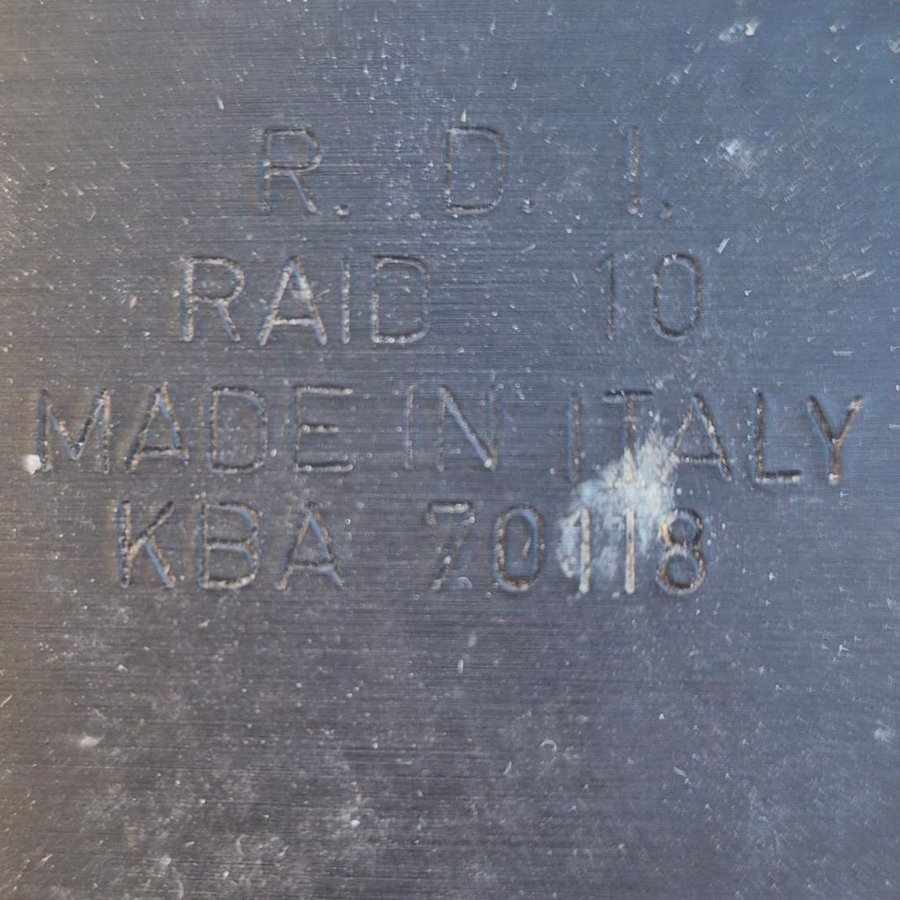 R. D. I.
RAID 10
MADE IN ITALY
KBA 70118